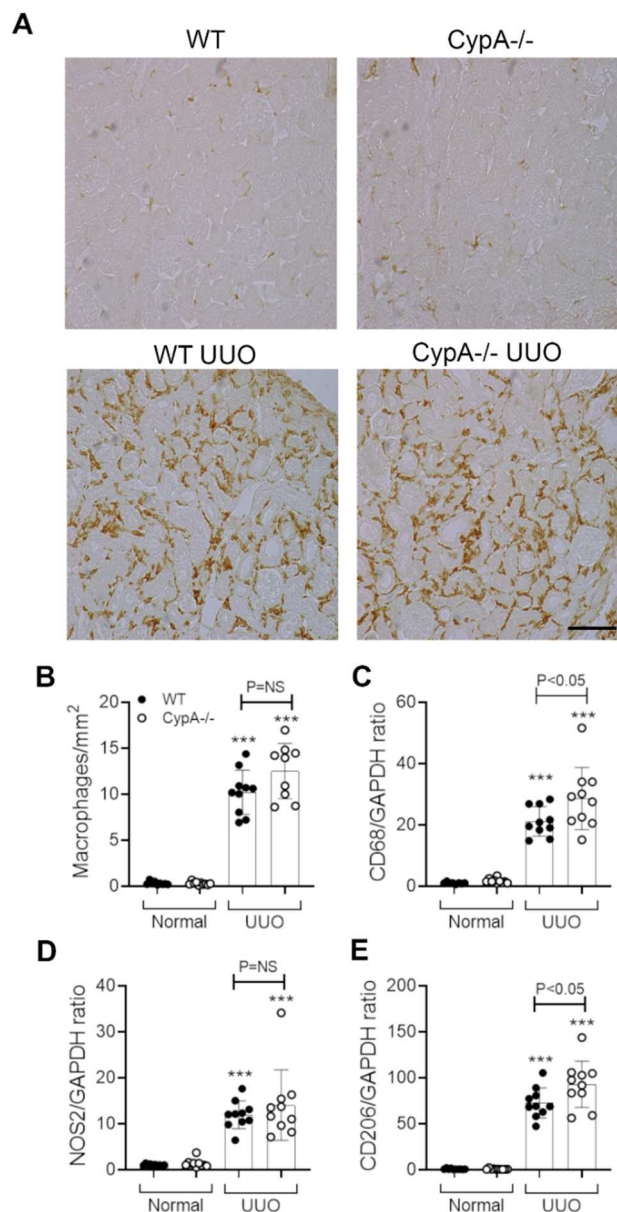 A
WT CypA-/-
WT UUO CypA-/- UUO
B
● WT
○ CypA-/-
P=NS
*** ***
Macrophages/mm2
20
15
10
5
0
Normal UUO
C
P<0.05
*** ***
CD68/GAPDH ratio
60
40
20
0
Normal UUO
D
P=NS
*** ***
NOS2/GAPDH ratio
40
30
20
10
0
Normal UUO
E
P<0.05
*** ***
CD206/GAPDH ratio
200
150
100
50
0
Normal UUO